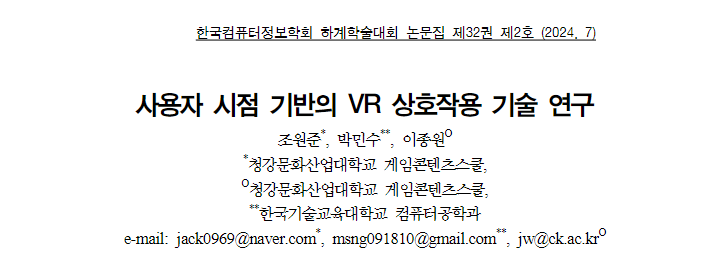 한국컴퓨터정보학회 하계학술대회 논문집 제32권 제2호 (2024. 7)
사용자 시점 기반의 VR 상호작용 기술 연구
조원준*, 박민수**, 이종원O
*청강문화산업대학교 게임콘텐츠스쿨,
O청강문화산업대학교 게임콘텐츠스쿨,
**한국기술교육대학교 컴퓨터공학과
e-mail: jack0969@naver.com*, msng091810@gmail.com**, jw@ck.ac.krO